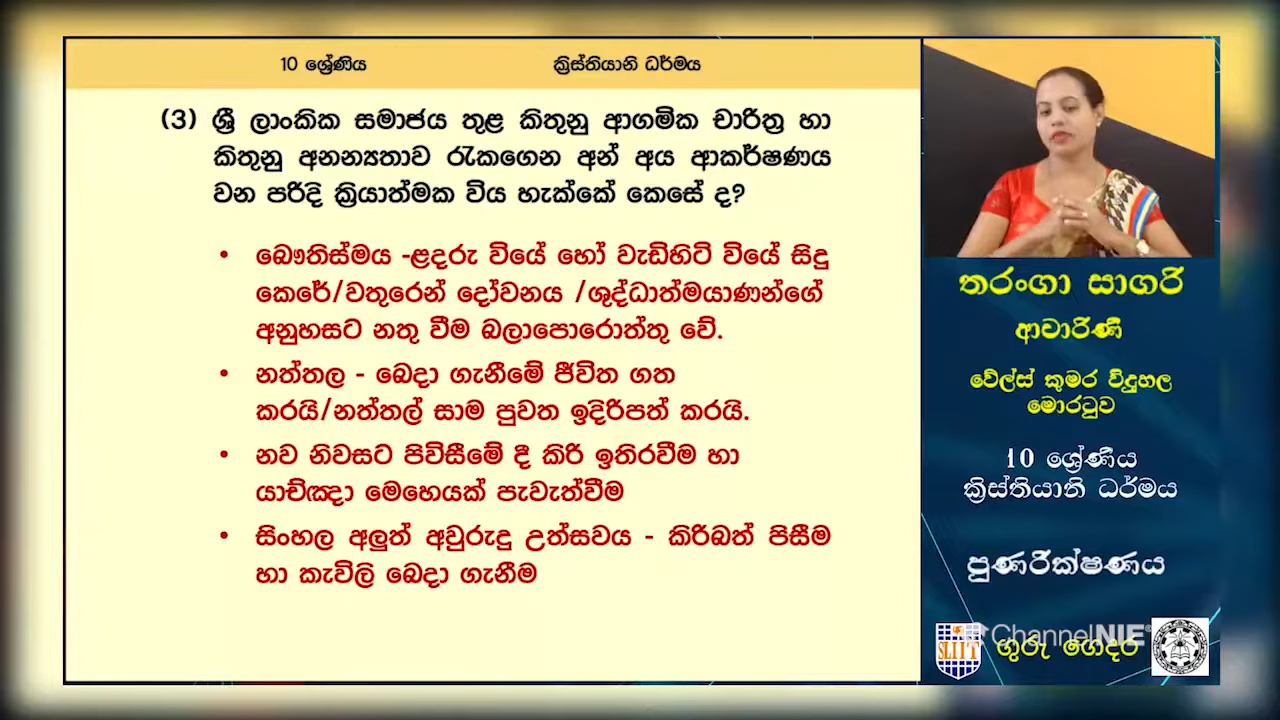 10 ශ්‍රේණිය
ක්‍රිස්තියානි ධර්මය
(3) ශ්‍රී ලාංකික සමාජය තුළ කිතුනු ආගමික චාරිත්‍ර හා
කිතුනු අනන්‍යතාව රැකගෙන අන් අය ආකර්ෂණය
වන පරිදි ක්‍රියාත්මක විය හැක්කේ කෙසේ ද?
• බෞතිස්මය -ළදරු වියේ හෝ වැඩිහිටි වියේ සිදු
කෙරේ/වතුරෙන් දෝවනය /ශුද්ධාත්මයාණන්ගේ
අනුහසට නතු වීම බලාපොරොත්තු වේ.
• නත්තල - බෙදා ගැනීමේ ජීවිත ගත
කරයි/නත්තල් සාම පුවත ඉදිරිපත් කරයි.
• නව නිවසට පිවිසීමේ දී කිරි ඉතිරවීම හා
යාච්ඤා මෙහෙයක් පැවැත්වීම
• සිංහල අලුත් අවුරුදු උත්සවය - කිරිබත් පිසීම
හා කැවිලි බෙදා ගැනීම
තරංගා සාගරි
ආචාරිණී
වේල්ස් කුමර විදුහල
මොරටුව
10 ශ්‍රේණිය
ක්‍රිස්තියානි ධර්මය
පුණරීක්ෂණය
ChannelNIE
SLIIT
ගුරු ගෙදර